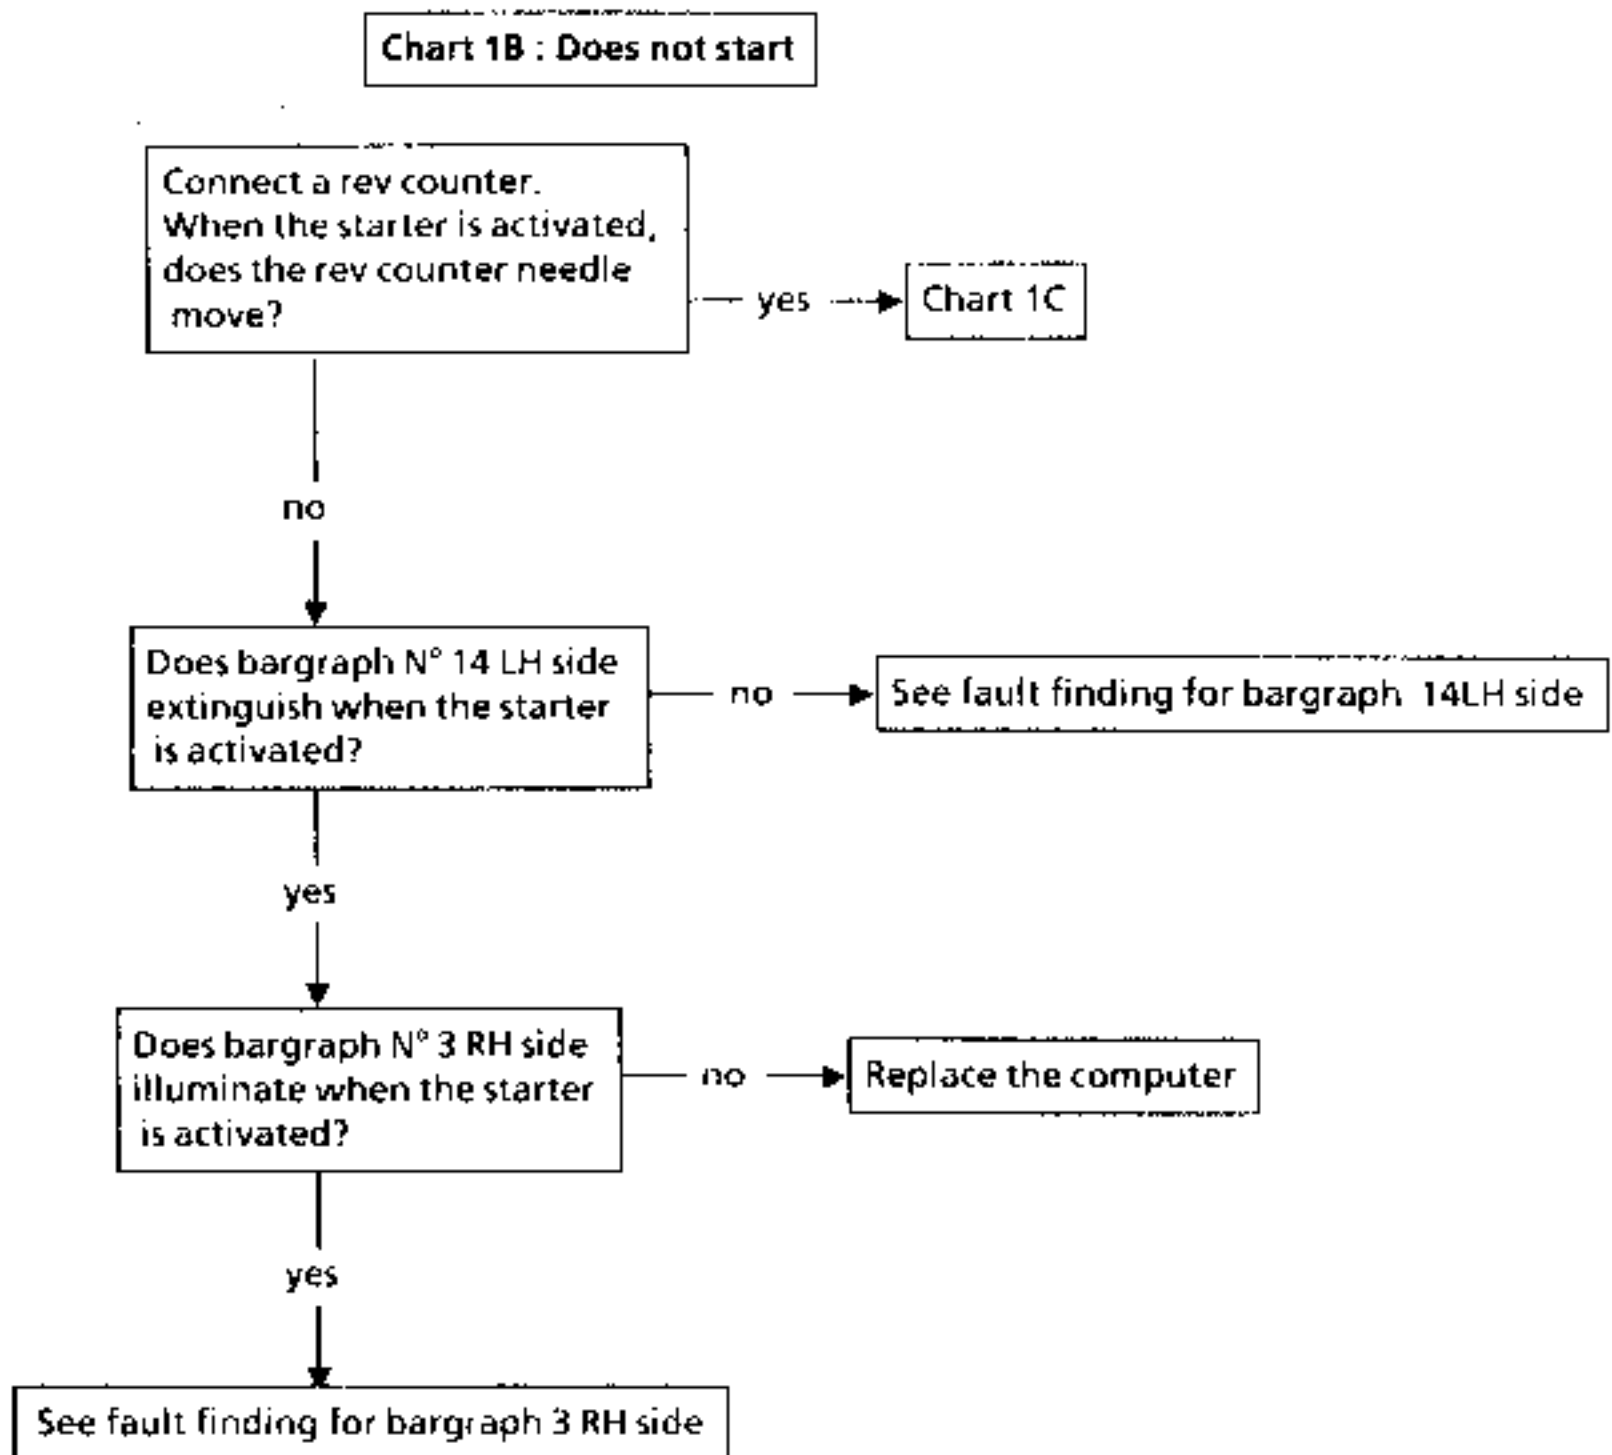 Chart 1B : Does not start
Connect a rev counter.
When the starter is activated,
does the rev counter needle
move?
yes
Chart 1C
no
Does bargraph N° 14 LH side
extinguish when the starter
is activated?
no
See fault finding for bargraph 14LH side
yes
Does bargraph N° 3 RH side
illuminate when the starter
is activated?
no
Replace the computer
yes
See fault finding for bargraph 3 RH side